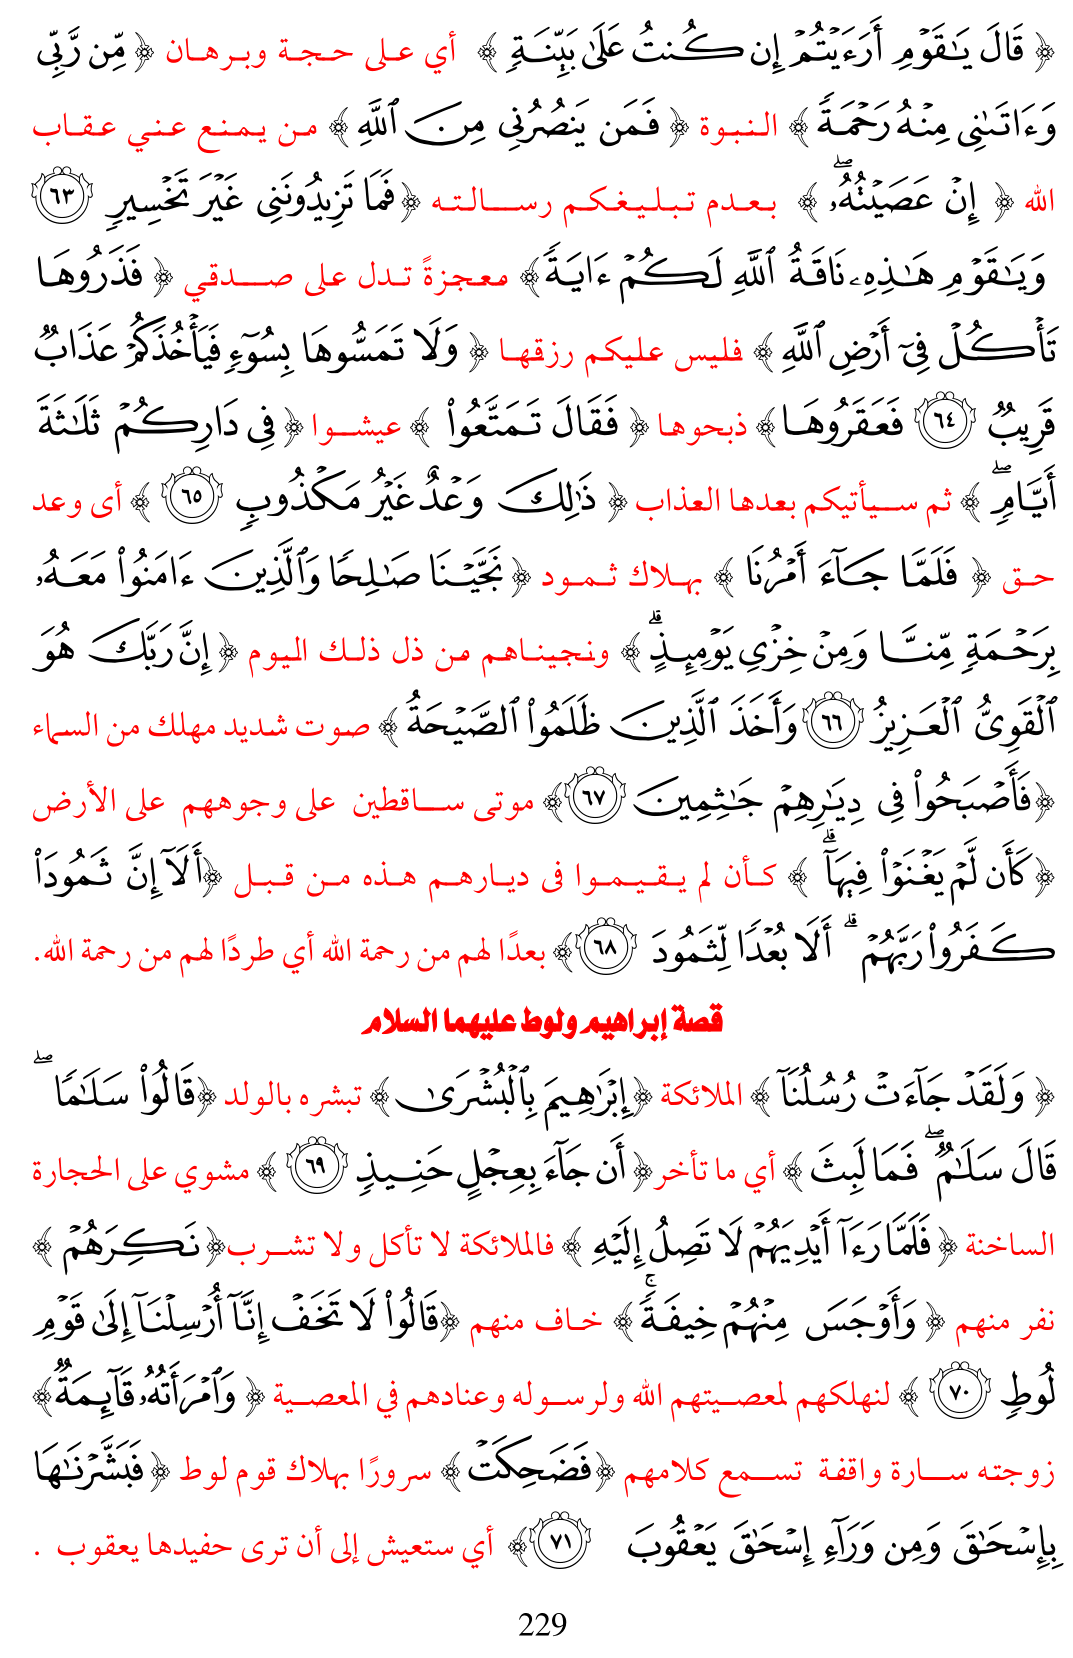 ﴿ قَالَ يَٰقَوْمِ أَرَءَيْتُمْ إِن كُنتُ عَلَىٰ بَيِّنَةٍ ﴾ أي على حجة وبرهان ﴿ مِّن رَّبِّي
وَءَاتَىٰنِي مِنْهُ رَحْمَةً ﴾ النبوة ﴿ فَمَن يَنصُرُنِي مِنَ ٱللَّهِ ﴾ من يمنع عني عقاب
الله ﴿ إِنْ عَصَيْتُهُۥ ۖ ﴾ بعدم تبليغكم رسالته ﴿ فَمَا تَزِيدُونَنِي غَيْرَ تَخْسِيرٍ ٦٣
وَيَٰقَوْمِ هَٰذِهِۦ نَاقَةُ ٱللَّهِ لَكُمْ ءَايَةً ﴾ معجزةً تدل على صدقي ﴿ فَذَرُوهَا
تَأْكُلْ فِيٓ أَرْضِ ٱللَّهِ ﴾ فليس عليكم رزقها ﴿ وَلَا تَمَسُّوهَا بِسُوٓءٍ فَيَأْخُذَكُمْ عَذَابٌ
قَرِيبٌ ٦٤ فَعَقَرُوهَا ﴾ ذبحوها ﴿ فَقَالَ تَمَتَّعُوا۟ ﴾ عيشوا ﴿ فِي دَارِكُمْ ثَلَٰثَةَ
أَيَّامٍ ۖ ﴾ ثم سيأتيكم بعدها العذاب ﴿ ذَٰلِكَ وَعْدٌ غَيْرُ مَكْذُوبٍ ٦٥ ﴾ أى وعد
حق ﴿ فَلَمَّا جَآءَ أَمْرُنَا ﴾ بهلاك ثمود ﴿ نَجَّيْنَا صَٰلِحًا وَٱلَّذِينَ ءَامَنُوا۟ مَعَهُۥ
بِرَحْمَةٍ مِّنَّا وَمِنْ خِزْيِ يَوْمِئِذٍ ۗ ﴾ ونجيناهم من ذل ذلك اليوم ﴿ إِنَّ رَبَّكَ هُوَ
ٱلْقَوِيُّ ٱلْعَزِيزُ ٦٦ وَأَخَذَ ٱلَّذِينَ ظَلَمُوا۟ ٱلصَّيْحَةُ ﴾ صوت شديد مهلك من السماء
﴿ فَأَصْبَحُوا۟ فِي دِيَٰرِهِمْ جَٰثِمِينَ ٦٧ ﴾ موتى ساقطين على وجوههم على الأرض
﴿ كَأَن لَّمْ يَغْنَوْا۟ فِيهَآ ۗ ﴾ كأن لم يقيموا فى ديارهم هذه من قبل ﴿ أَلَآ إِنَّ ثَمُودَا۟
كَفَرُوا۟ رَبَّهُمْ ۗ أَلَا بُعْدًا لِّثَمُودَ ٦٨ ﴾ بعدًا لهم من رحمة الله أي طردًا لهم من رحمة الله.
قصة إبراهيم ولوط عليهما السلام
﴿ وَلَقَدْ جَآءَتْ رُسُلُنَآ ﴾ الملائكة ﴿ إِبْرَٰهِيمَ بِٱلْبُشْرَىٰ ﴾ تبشره بالولد ﴿ قَالُوا۟ سَلَٰمًا ۖ
قَالَ سَلَٰمٌ ۖ فَمَا لَبِثَ ﴾ أي ما تأخر ﴿ أَن جَآءَ بِعِجْلٍ حَنِيذٍ ٦٩ ﴾ مشوي على الحجارة
الساخنة ﴿ فَلَمَّا رَءَآ أَيْدِيَهُمْ لَا تَصِلُ إِلَيْهِ ﴾ فالملائكة لا تأكل ولا تشرب ﴿ نَكِرَهُمْ ﴾
نفر منهم ﴿ وَأَوْجَسَ مِنْهُمْ خِيفَةً ۚ ﴾ خاف منهم ﴿ قَالُوا۟ لَا تَخَفْ إِنَّآ أُرْسِلْنَآ إِلَىٰ قَوْمِ
لُوطٍ ٧٠ ﴾ لنهلكهم لمعصيتهم الله ولرسوله وعنادهم في المعصية ﴿ وَٱمْرَأَتُهُۥ قَآئِمَةٌ ﴾
زوجته سارة واقفة تسمع كلامهم ﴿ فَضَحِكَتْ ﴾ سرورًا بهلاك قوم لوط ﴿ فَبَشَّرْنَٰهَا
بِإِسْحَٰقَ وَمِن وَرَآءِ إِسْحَٰقَ يَعْقُوبَ ٧١ ﴾ أي ستعيش إلى أن ترى حفيدها يعقوب .
229